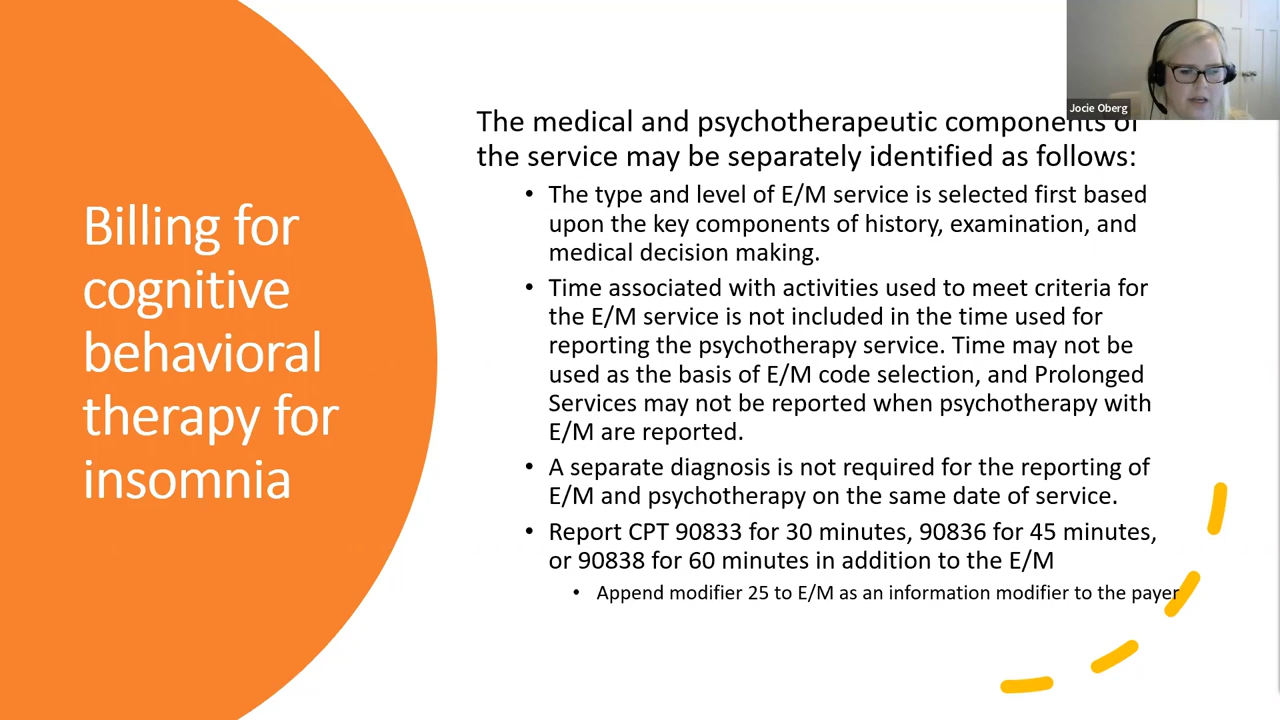 Jocie Oberg
Billing for
cognitive
behavioral
therapy for
insomnia
The medical and psychotherapeutic components of
the service may be separately identified as follows:
• The type and level of E/M service is selected first based
upon the key components of history, examination, and
medical decision making.
• Time associated with activities used to meet criteria for
the E/M service is not included in the time used for
reporting the psychotherapy service. Time may not be
used as the basis of E/M code selection, and Prolonged
Services may not be reported when psychotherapy with
E/M are reported.
• A separate diagnosis is not required for the reporting of
E/M and psychotherapy on the same date of service.
• Report CPT 90833 for 30 minutes, 90836 for 45 minutes,
or 90838 for 60 minutes in addition to the E/M
• Append modifier 25 to E/M as an information modifier to the payer